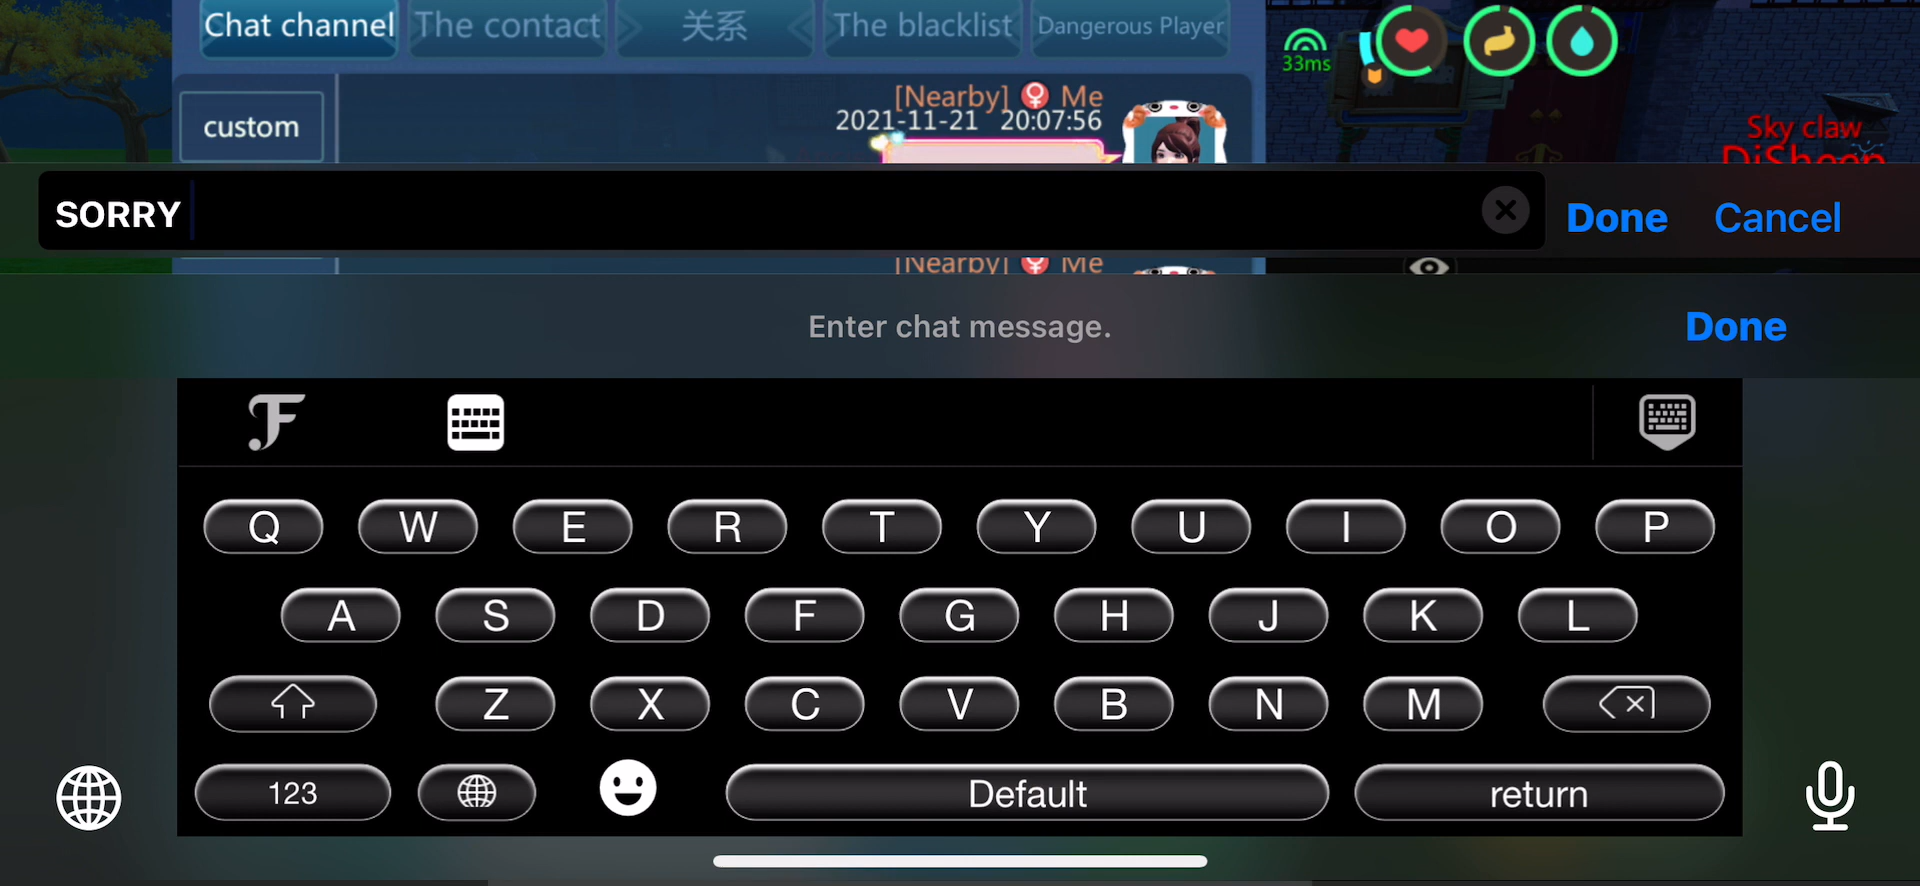 Chat channel The contact 关系 The blacklist Dangerous Player
33ms
[Nearby] Me
2021-11-21 20:07:56
custom
Sky claw
DiSheep
SORRY
Done Cancel
[Nearby] Me
Enter chat message.
Done
Q W E R T Y U I O P
A S D F G H J K L
Z X C V B N M
123 Default return